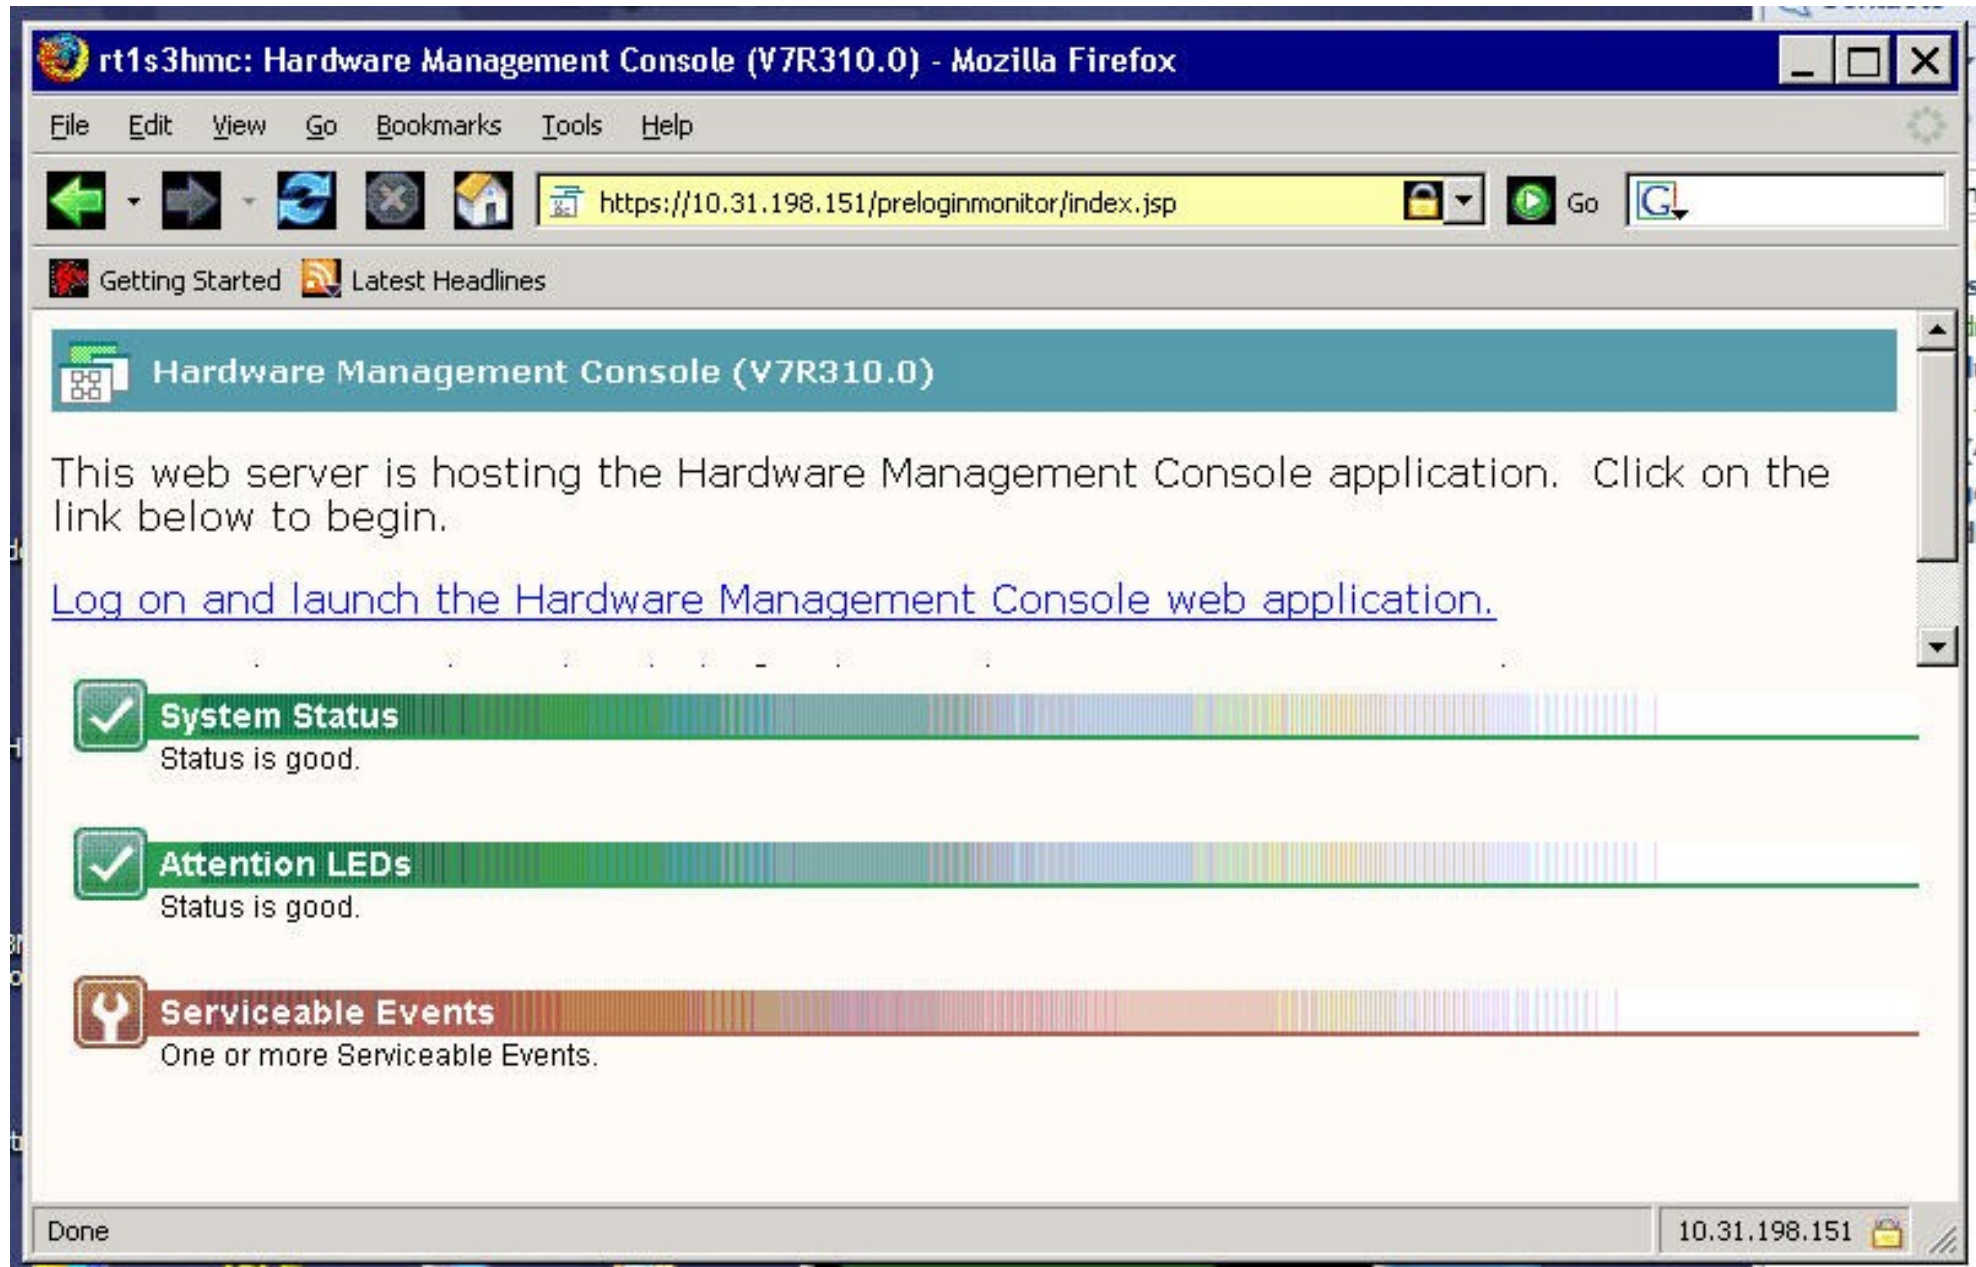 rt1s3hmc: Hardware Management Console (V7R310.0) - Mozilla Firefox
File Edit View Go Bookmarks Tools Help
https://10.31.198.151/preloginmonitor/index.jsp Go G
Getting Started Latest Headlines
Hardware Management Console (V7R310.0)
This web server is hosting the Hardware Management Console application. Click on the
link below to begin.
Log on and launch the Hardware Management Console web application.
System Status
Status is good.
Attention LEDs
Status is good.
Serviceable Events
One or more Serviceable Events.
Done 10.31.198.151